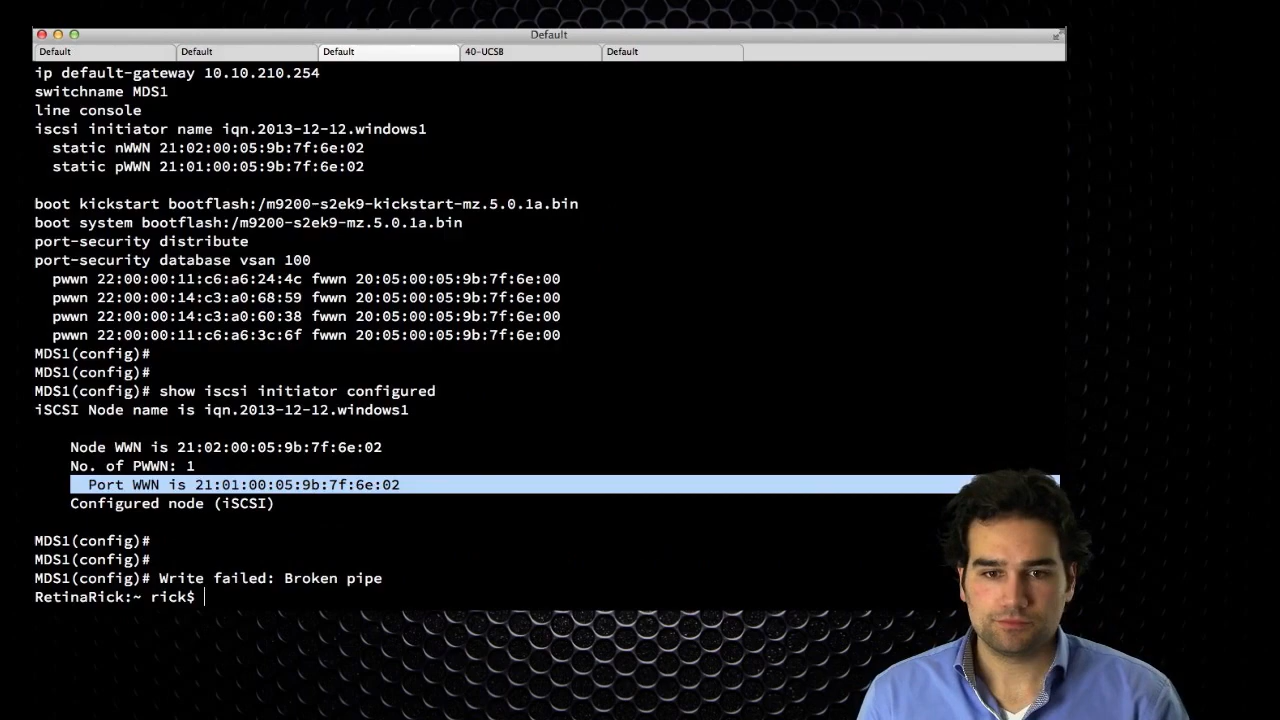 Default
Default
Default
Default
40-UCSB
Default
ip default-gateway 10.10.210.254
switchname MDS1
line console
iscsi initiator name iqn.2013-12-12.windows1
static nWWN 21:02:00:05:9b:7f:6e:02
static pWWN 21:01:00:05:9b:7f:6e:02
boot kickstart bootflash:/m9200-s2ek9-kickstart-mz.5.0.1a.bin
boot system bootflash:/m9200-s2ek9-mz.5.0.1a.bin
port-security distribute
port-security database vsan 100
pwwn 22:00:00:11:c6:a6:24:4c fwwn 20:05:00:05:9b:7f:6e:00
pwwn 22:00:00:14:c3:a0:68:59 fwwn 20:05:00:05:9b:7f:6e:00
pwwn 22:00:00:14:c3:a0:60:38 fwwn 20:05:00:05:9b:7f:6e:00
pwwn 22:00:00:11:c6:a6:3c:6f fwwn 20:05:00:05:9b:7f:6e:00
MDS1(config)#
MDS1(config)#
MDS1(config)# show iscsi initiator configured
iSCSI Node name is iqn.2013-12-12.windows1
Node WWN is 21:02:00:05:9b:7f:6e:02
No. of PWWN: 1
Port WWN is 21:01:00:05:9b:7f:6e:02
Configured node (iSCSI)
MDS1(config)#
MDS1(config)#
MDS1(config)# Write failed: Broken pipe
RetinaRick:~ rick$